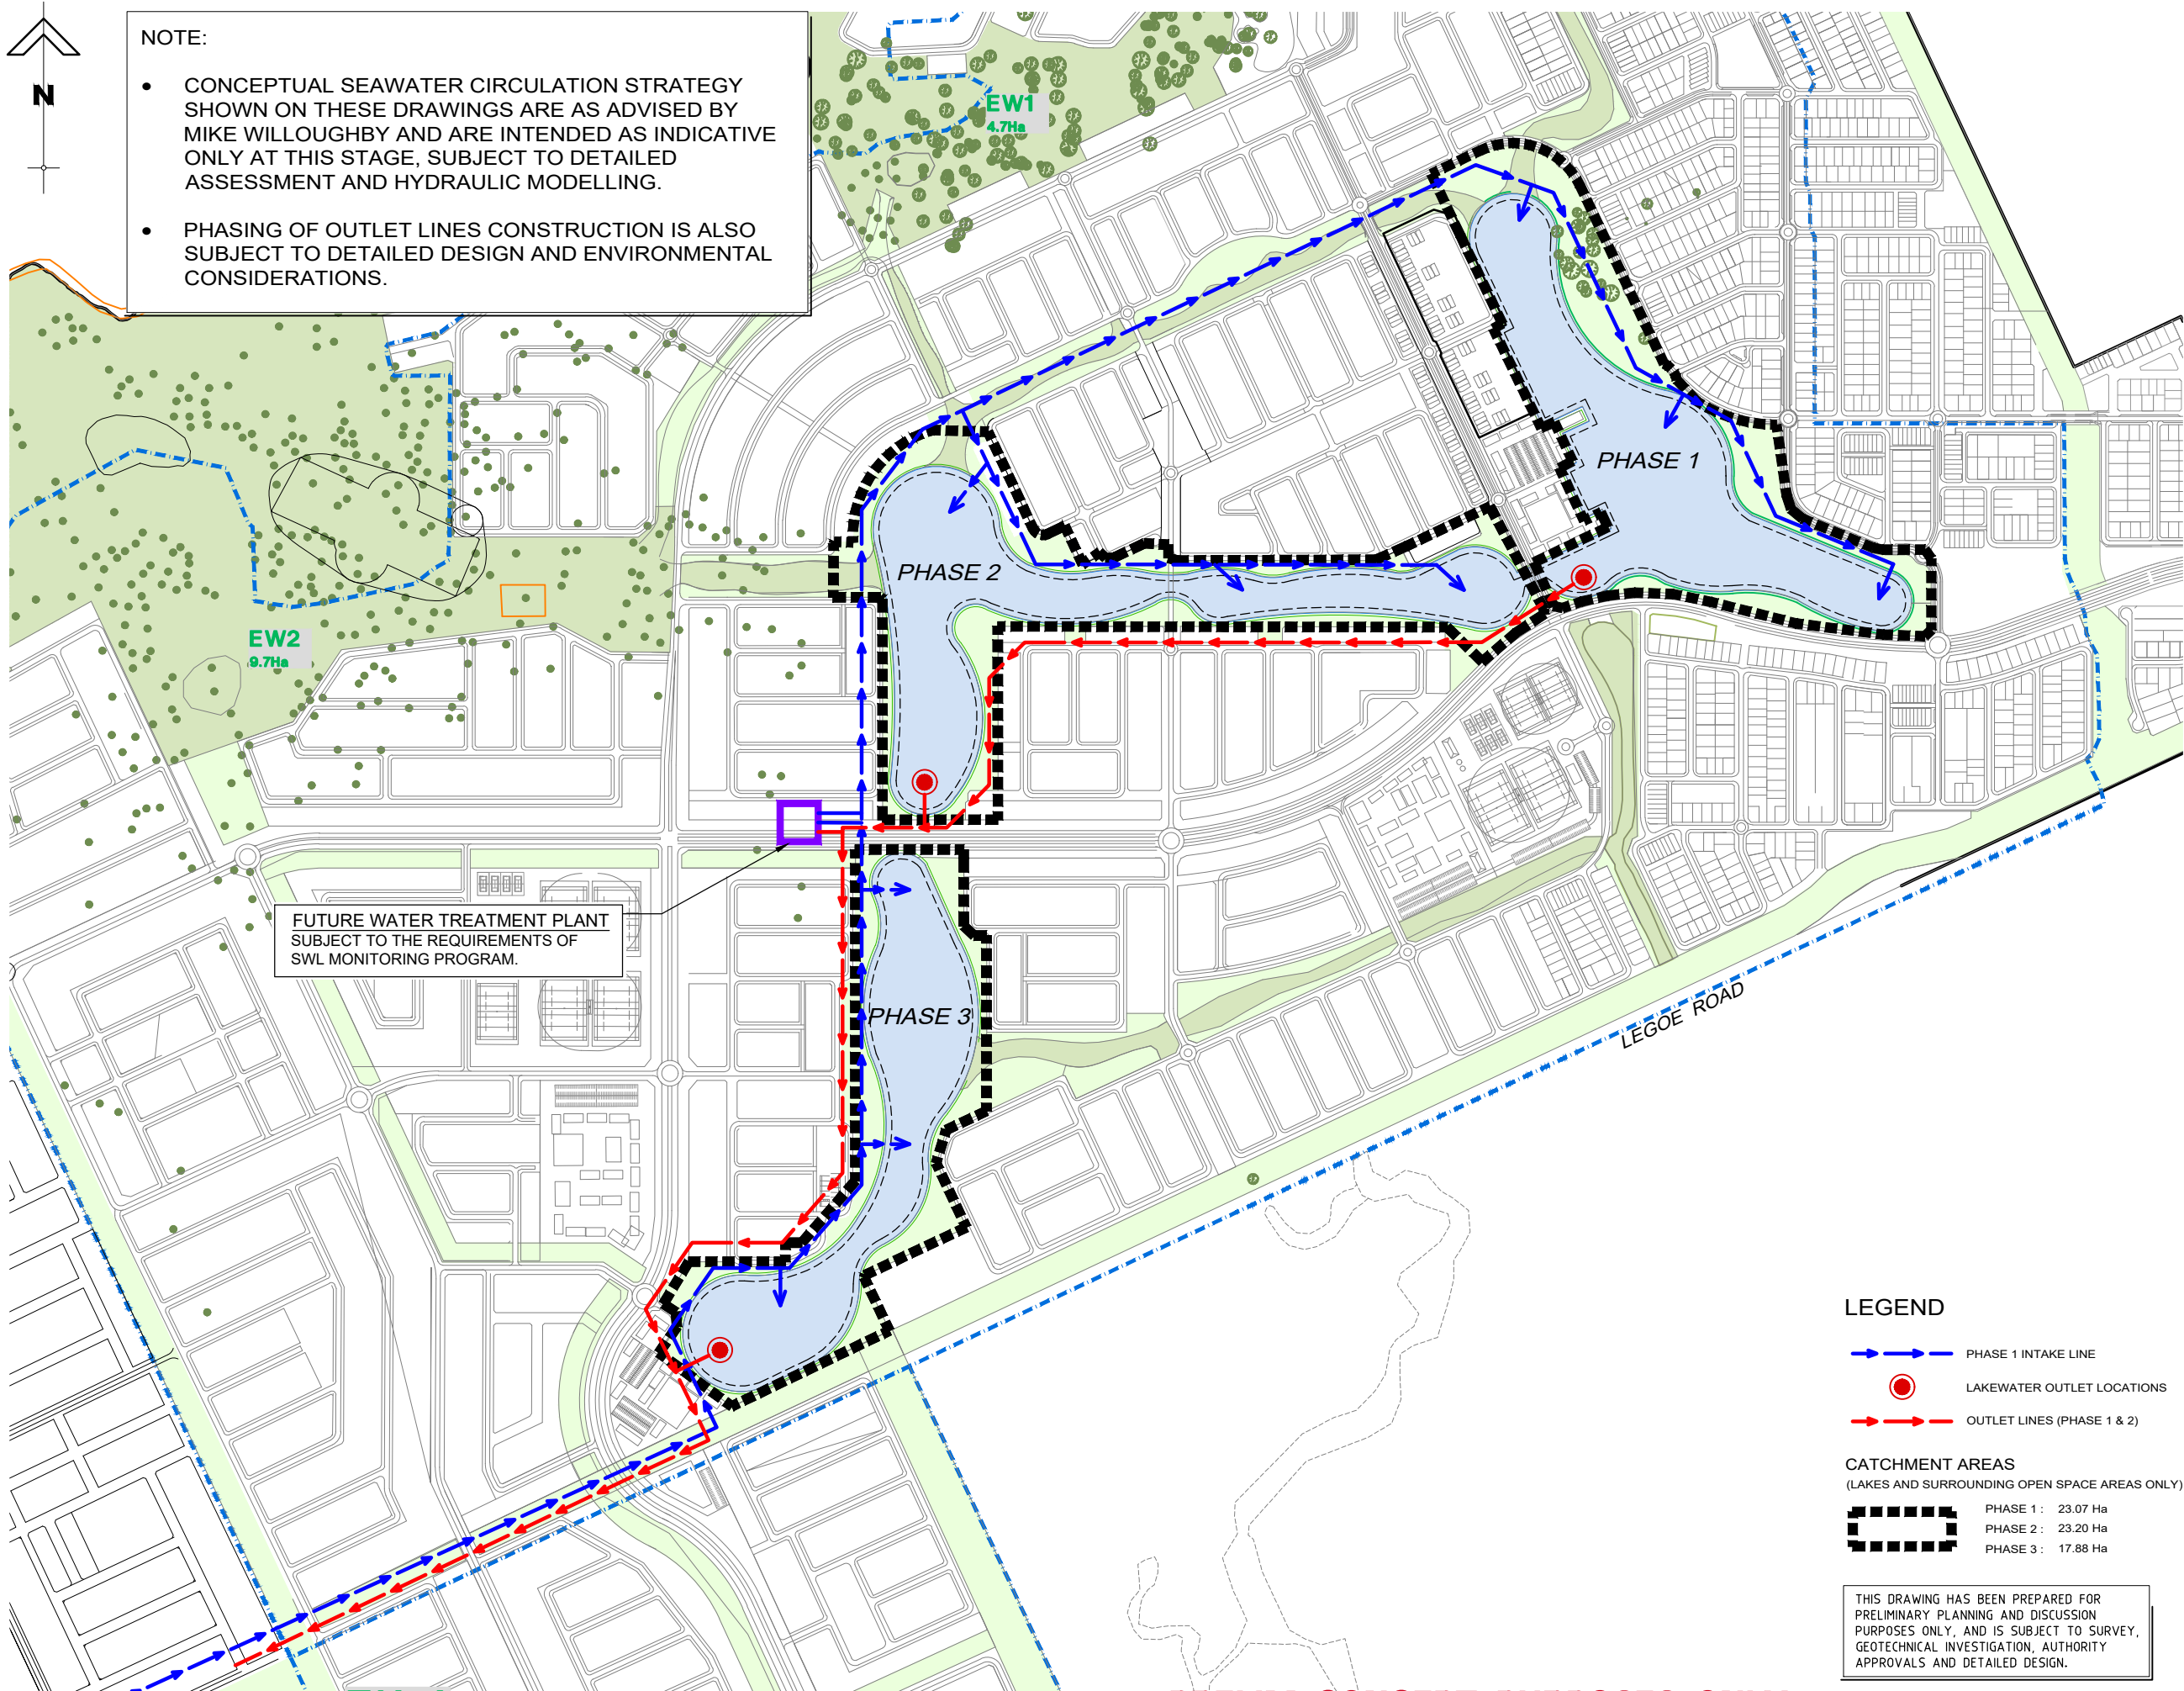 N
NOTE:
• CONCEPTUAL SEAWATER CIRCULATION STRATEGY
SHOWN ON THESE DRAWINGS ARE AS ADVISED BY
MIKE WILLOUGHBY AND ARE INTENDED AS INDICATIVE
ONLY AT THIS STAGE, SUBJECT TO DETAILED
ASSESSMENT AND HYDRAULIC MODELLING.
• PHASING OF OUTLET LINES CONSTRUCTION IS ALSO
SUBJECT TO DETAILED DESIGN AND ENVIRONMENTAL
CONSIDERATIONS.
EW1
4.7Ha
PHASE 1
PHASE 2
EW2
9.7Ha
FUTURE WATER TREATMENT PLANT
SUBJECT TO THE REQUIREMENTS OF
SWL MONITORING PROGRAM.
PHASE 3
LEGOE ROAD
LEGEND
PHASE 1 INTAKE LINE
LAKEWATER OUTLET LOCATIONS
OUTLET LINES (PHASE 1 & 2)
CATCHMENT AREAS
(LAKES AND SURROUNDING OPEN SPACE AREAS ONLY)
PHASE 1 : 23.07 Ha
PHASE 2 : 23.20 Ha
PHASE 3 : 17.88 Ha
THIS DRAWING HAS BEEN PREPARED FOR
PRELIMINARY PLANNING AND DISCUSSION
PURPOSES ONLY, AND IS SUBJECT TO SURVEY,
GEOTECHNICAL INVESTIGATION, AUTHORITY
APPROVALS AND DETAILED DESIGN.